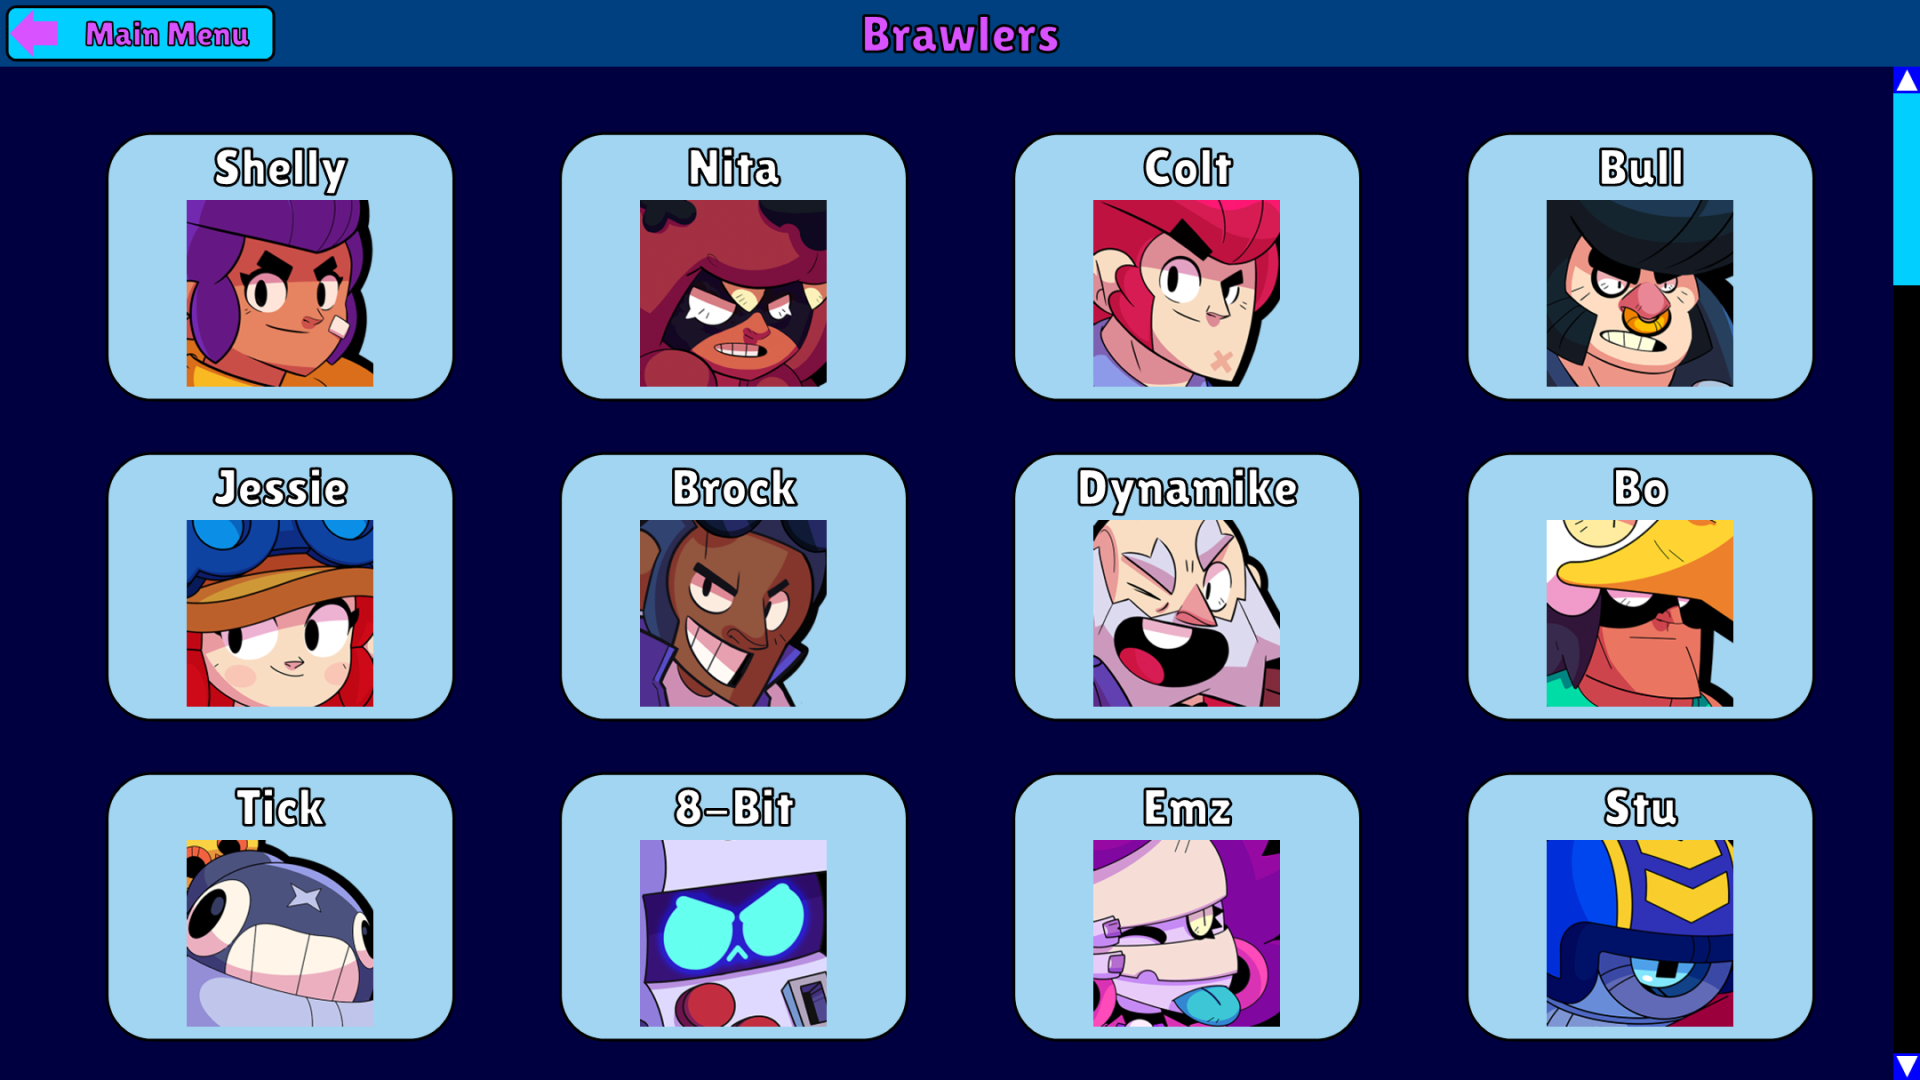 Main Menu
Brawlers
Shelly
Nita
Colt
Bull
Jessie
Brock
Dynamike
Bo
Tick
8-Bit
Emz
Stu